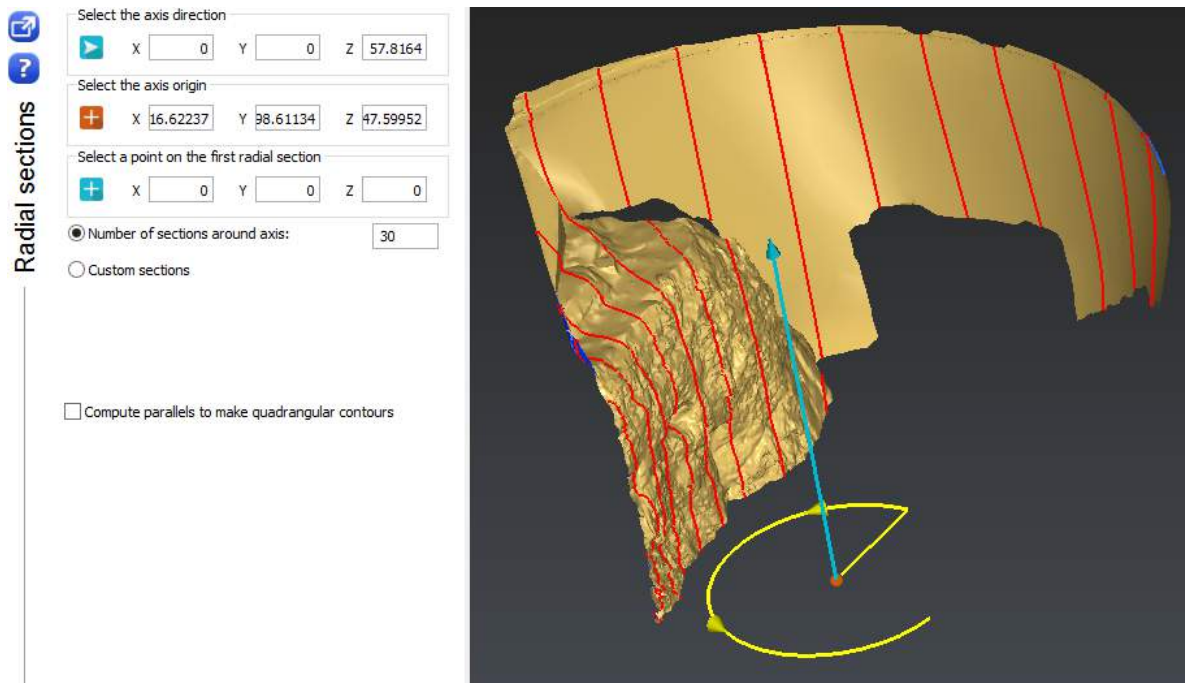 Select the axis direction
X 0 Y 0 Z 57.8164
Select the axis origin
X 16.62237 Y 98.61134 Z 47.59952
Select a point on the first radial section
X 0 Y 0 Z 0
Number of sections around axis: 30
Custom sections
Compute parallels to make quadrangular contours
?
Radial sections